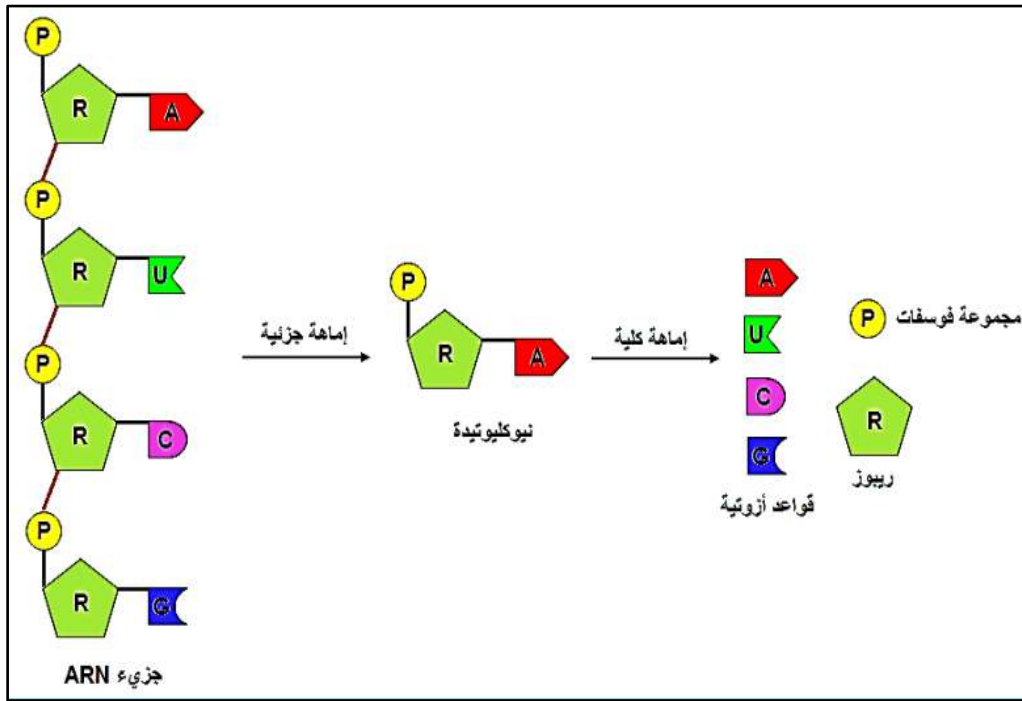 P
R
A
P
R
U
P
R
C
P
R
G
جزيء ARN
إماهة جزئية
P
R
A
نيوكليوتيدة
إماهة كلية
A
U
C
G
قواعد أزوتية
P
مجموعة فوسفات
R
ريبوز